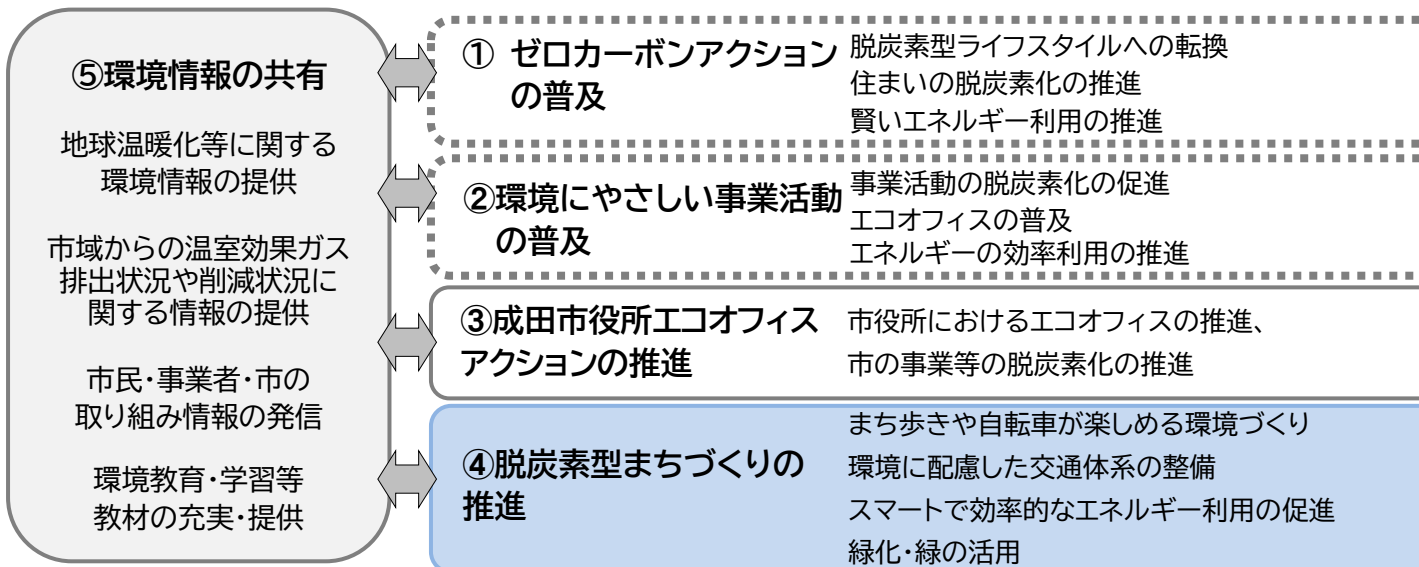 ⑤環境情報の共有
地球温暖化等に関する
環境情報の提供
市域からの温室効果ガス
排出状況や削減状況に
関する情報の提供
市民・事業者・市の
取り組み情報の発信
環境教育・学習等
教材の充実・提供
① ゼロカーボンアクション
の普及
脱炭素型ライフスタイルへの転換
住まいの脱炭素化の推進
賢いエネルギー利用の推進
②環境にやさしい事業活動
の普及
事業活動の脱炭素化の促進
エコオフィスの普及
エネルギーの効率利用の推進
③成田市役所エコオフィス
アクションの推進
市役所におけるエコオフィスの推進、
市の事業等の脱炭素化の推進
④脱炭素型まちづくりの
推進
まち歩きや自転車が楽しめる環境づくり
環境に配慮した交通体系の整備
スマートで効率的なエネルギー利用の促進
緑化・緑の活用